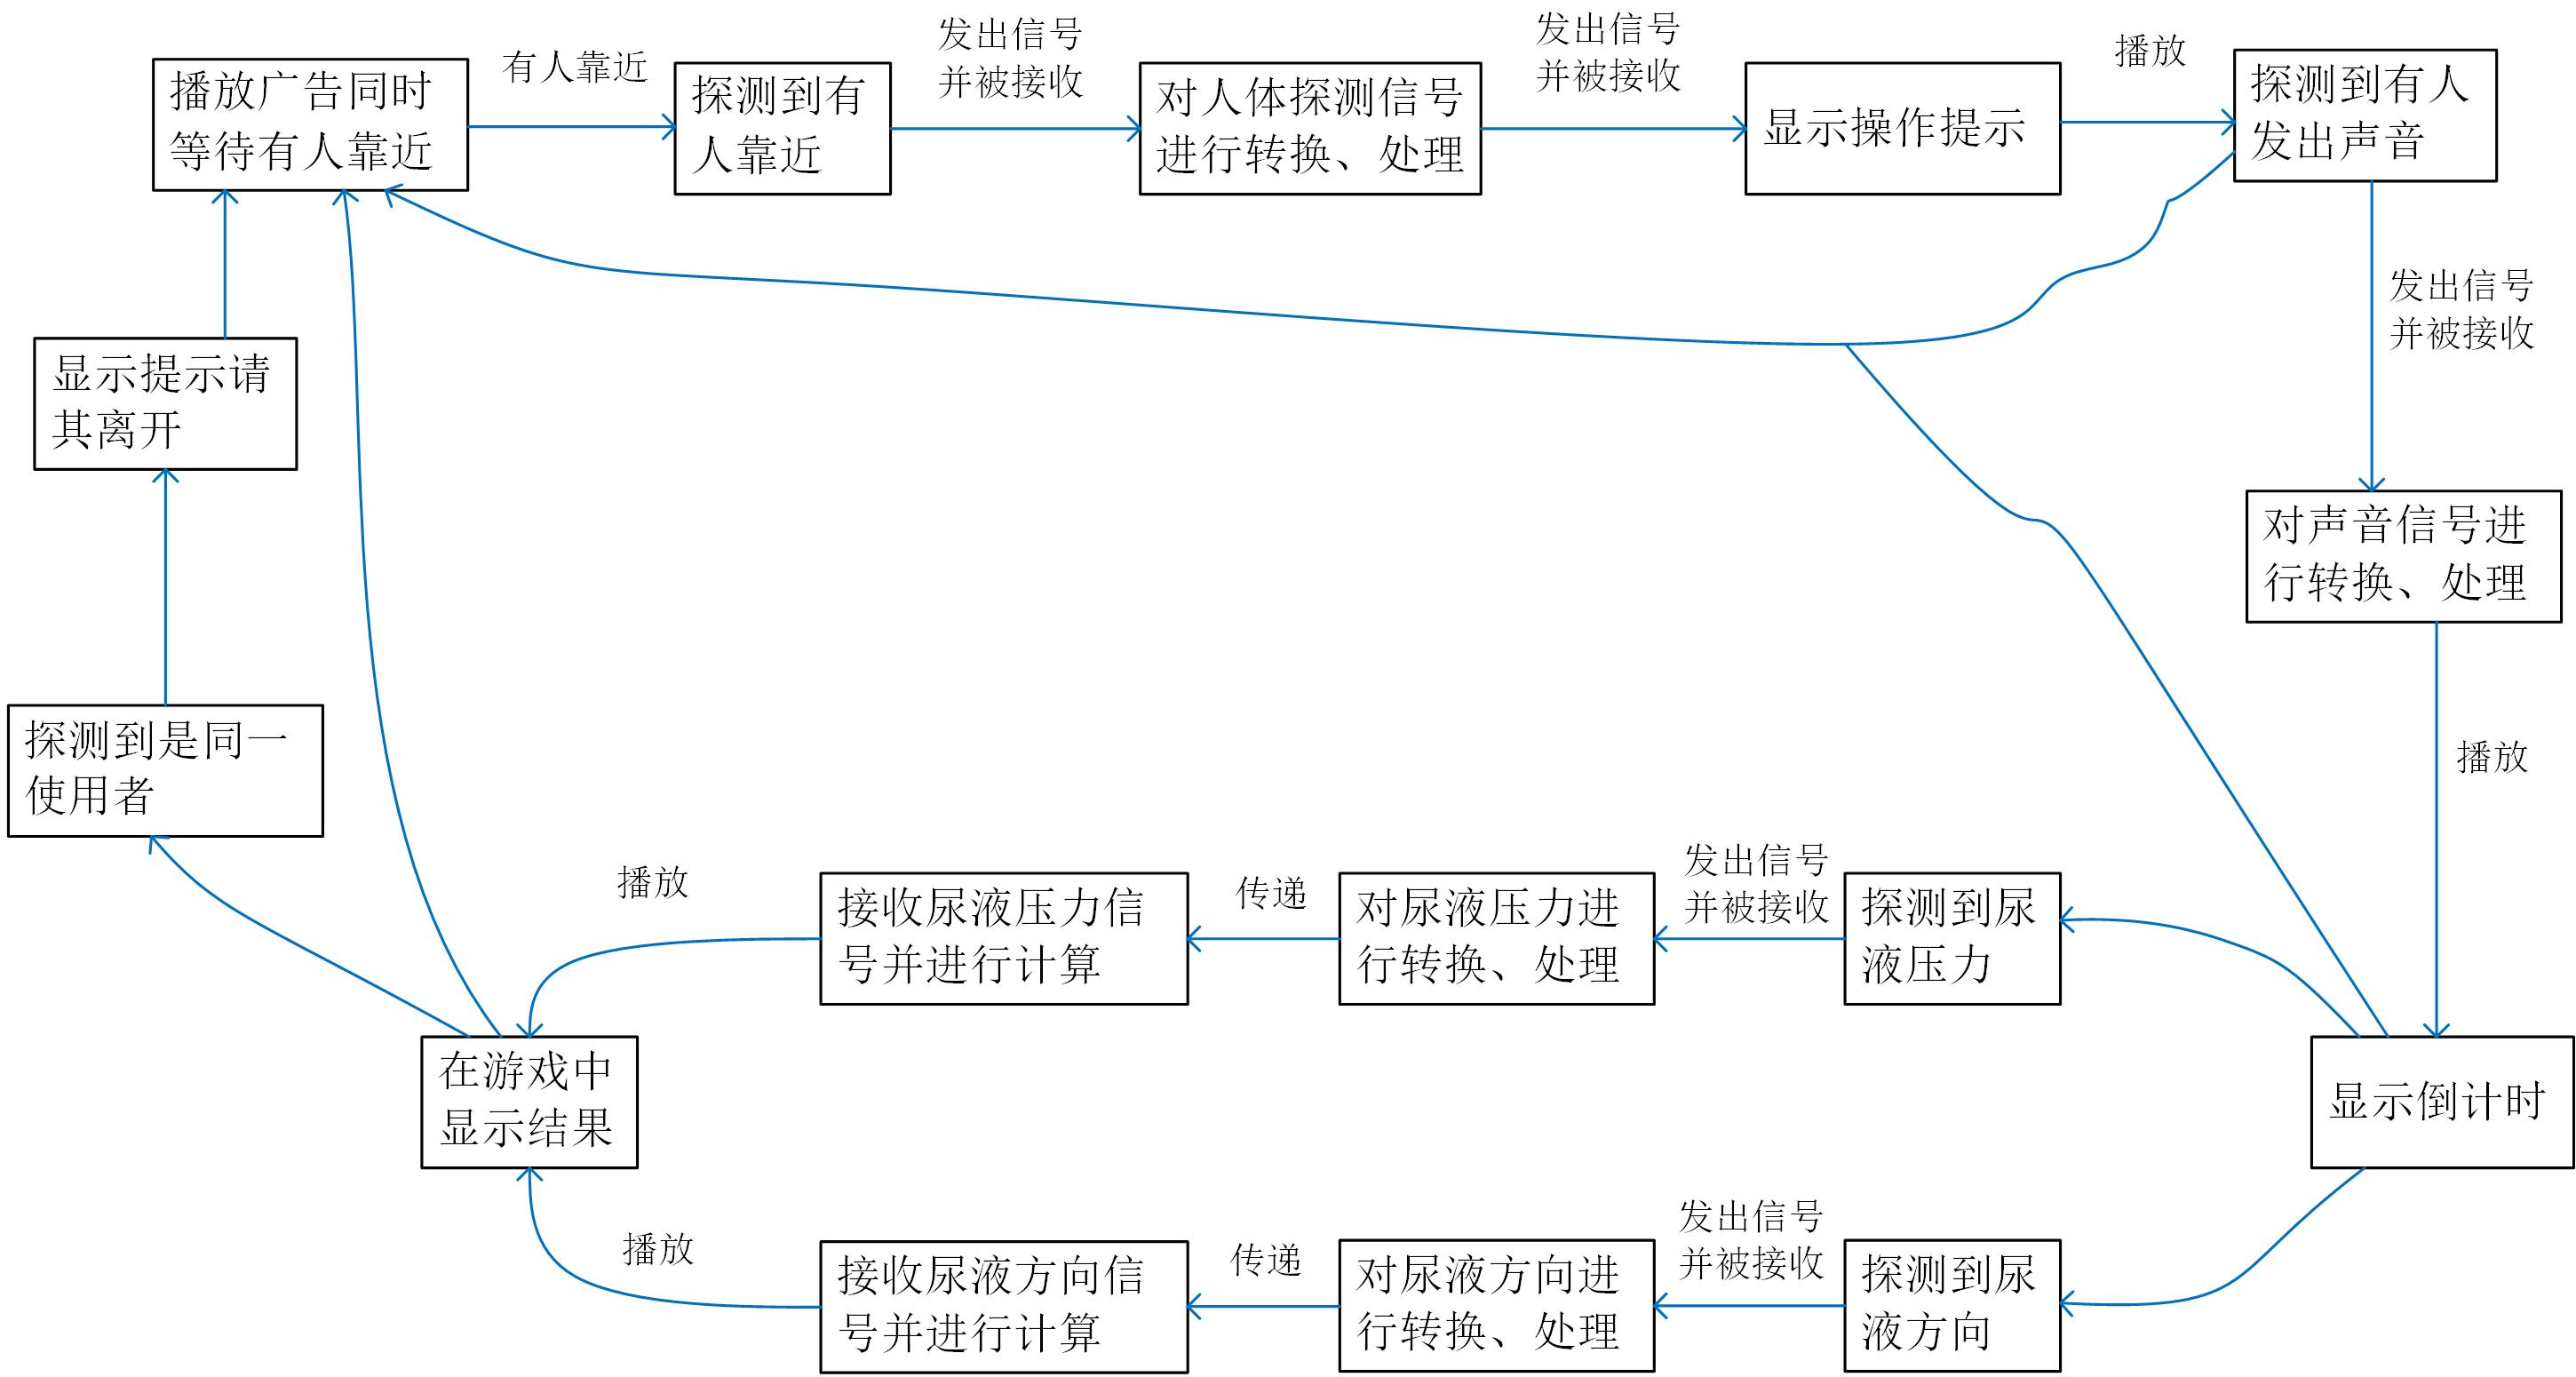 播放广告同时
等待有人靠近
有人靠近
探测到有
人靠近
发出信号
并被接收
对人体探测信号
进行转换、处理
发出信号
并被接收
显示操作提示
播放
探测到有人
发出声音
发出信号
并被接收
对声音信号进
行转换、处理
播放
显示倒计时
探测到尿
液压力
发出信号
并被接收
对尿液压力进
行转换、处理
传递
接收尿液压力信
号并进行计算
播放
探测到尿
液方向
发出信号
并被接收
对尿液方向进
行转换、处理
传递
接收尿液方向信
号并进行计算
播放
在游戏中
显示结果
探测到是同一
使用者
显示提示请
其离开